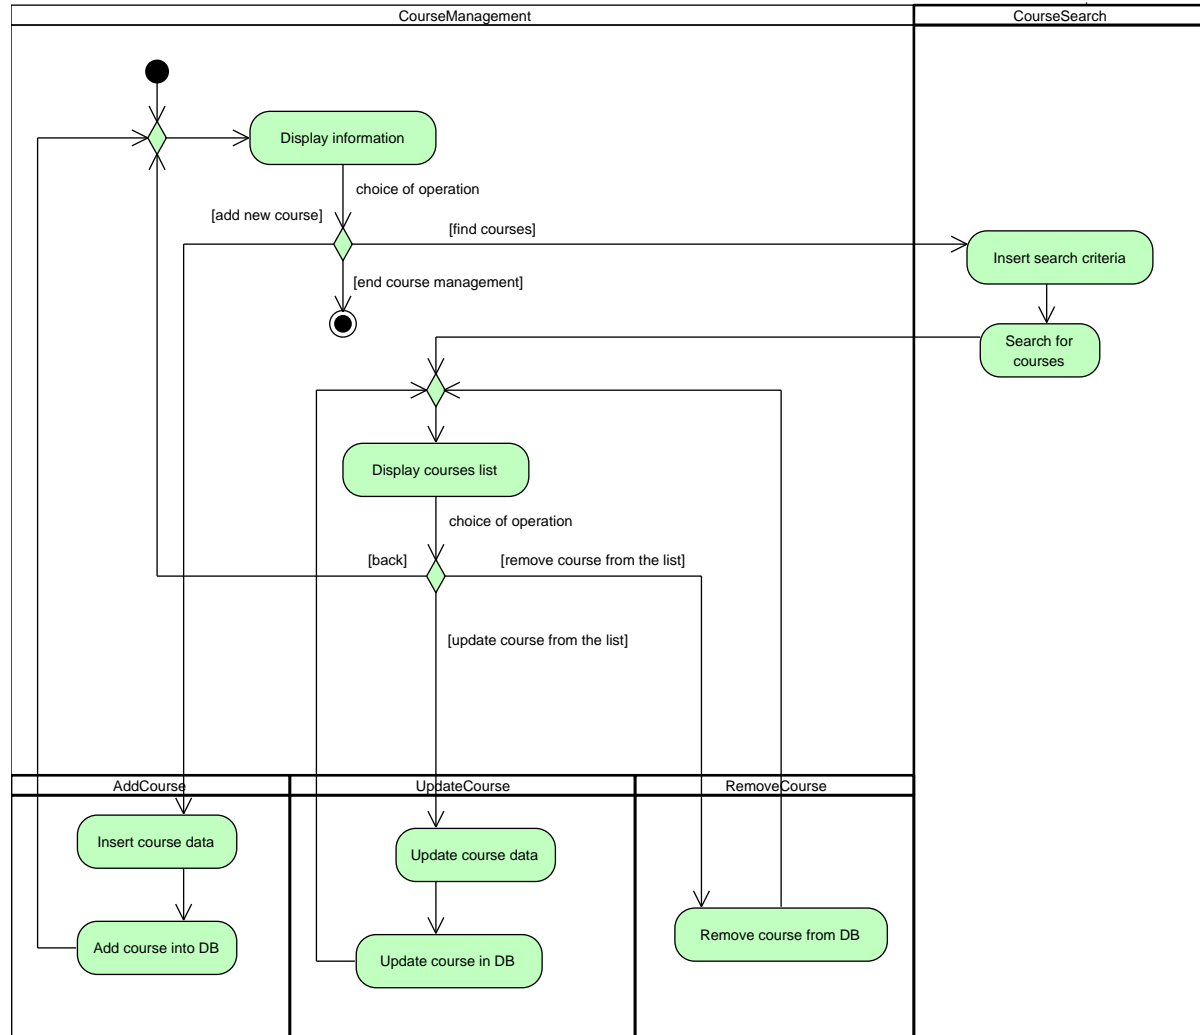 CourseManagement
CourseSearch
Display information
choice of operation
[add new course]
[find courses]
Insert search criteria
[end course management]
Search for
courses
Display courses list
choice of operation
[back]
[remove course from the list]
[update course from the list]
AddCourse
UpdateCourse
RemoveCourse
Insert course data
Update course data
Remove course from DB
Add course into DB
Update course in DB